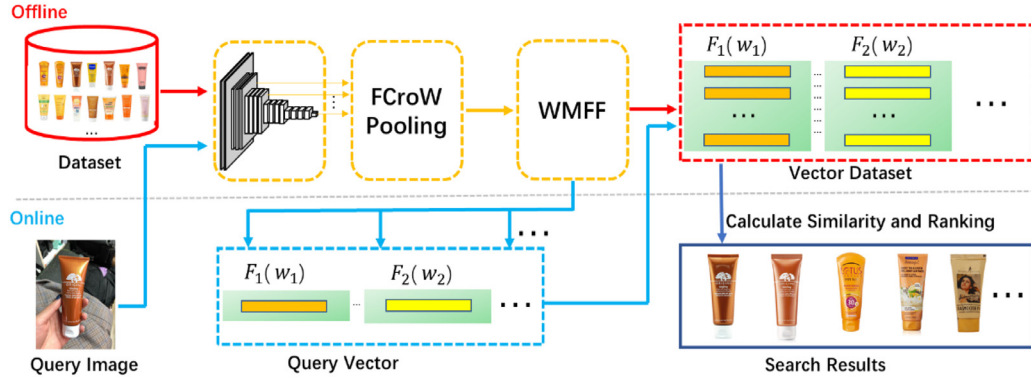 Offline
Dataset
...
FCroW
Pooling
WMFF
F₁(w₁)
F₂(w₂)
...
...
...
...
Vector Dataset
Online
Query Image
F₁(w₁)
F₂(w₂)
...
...
...
Query Vector
Calculate Similarity and Ranking
...
Search Results